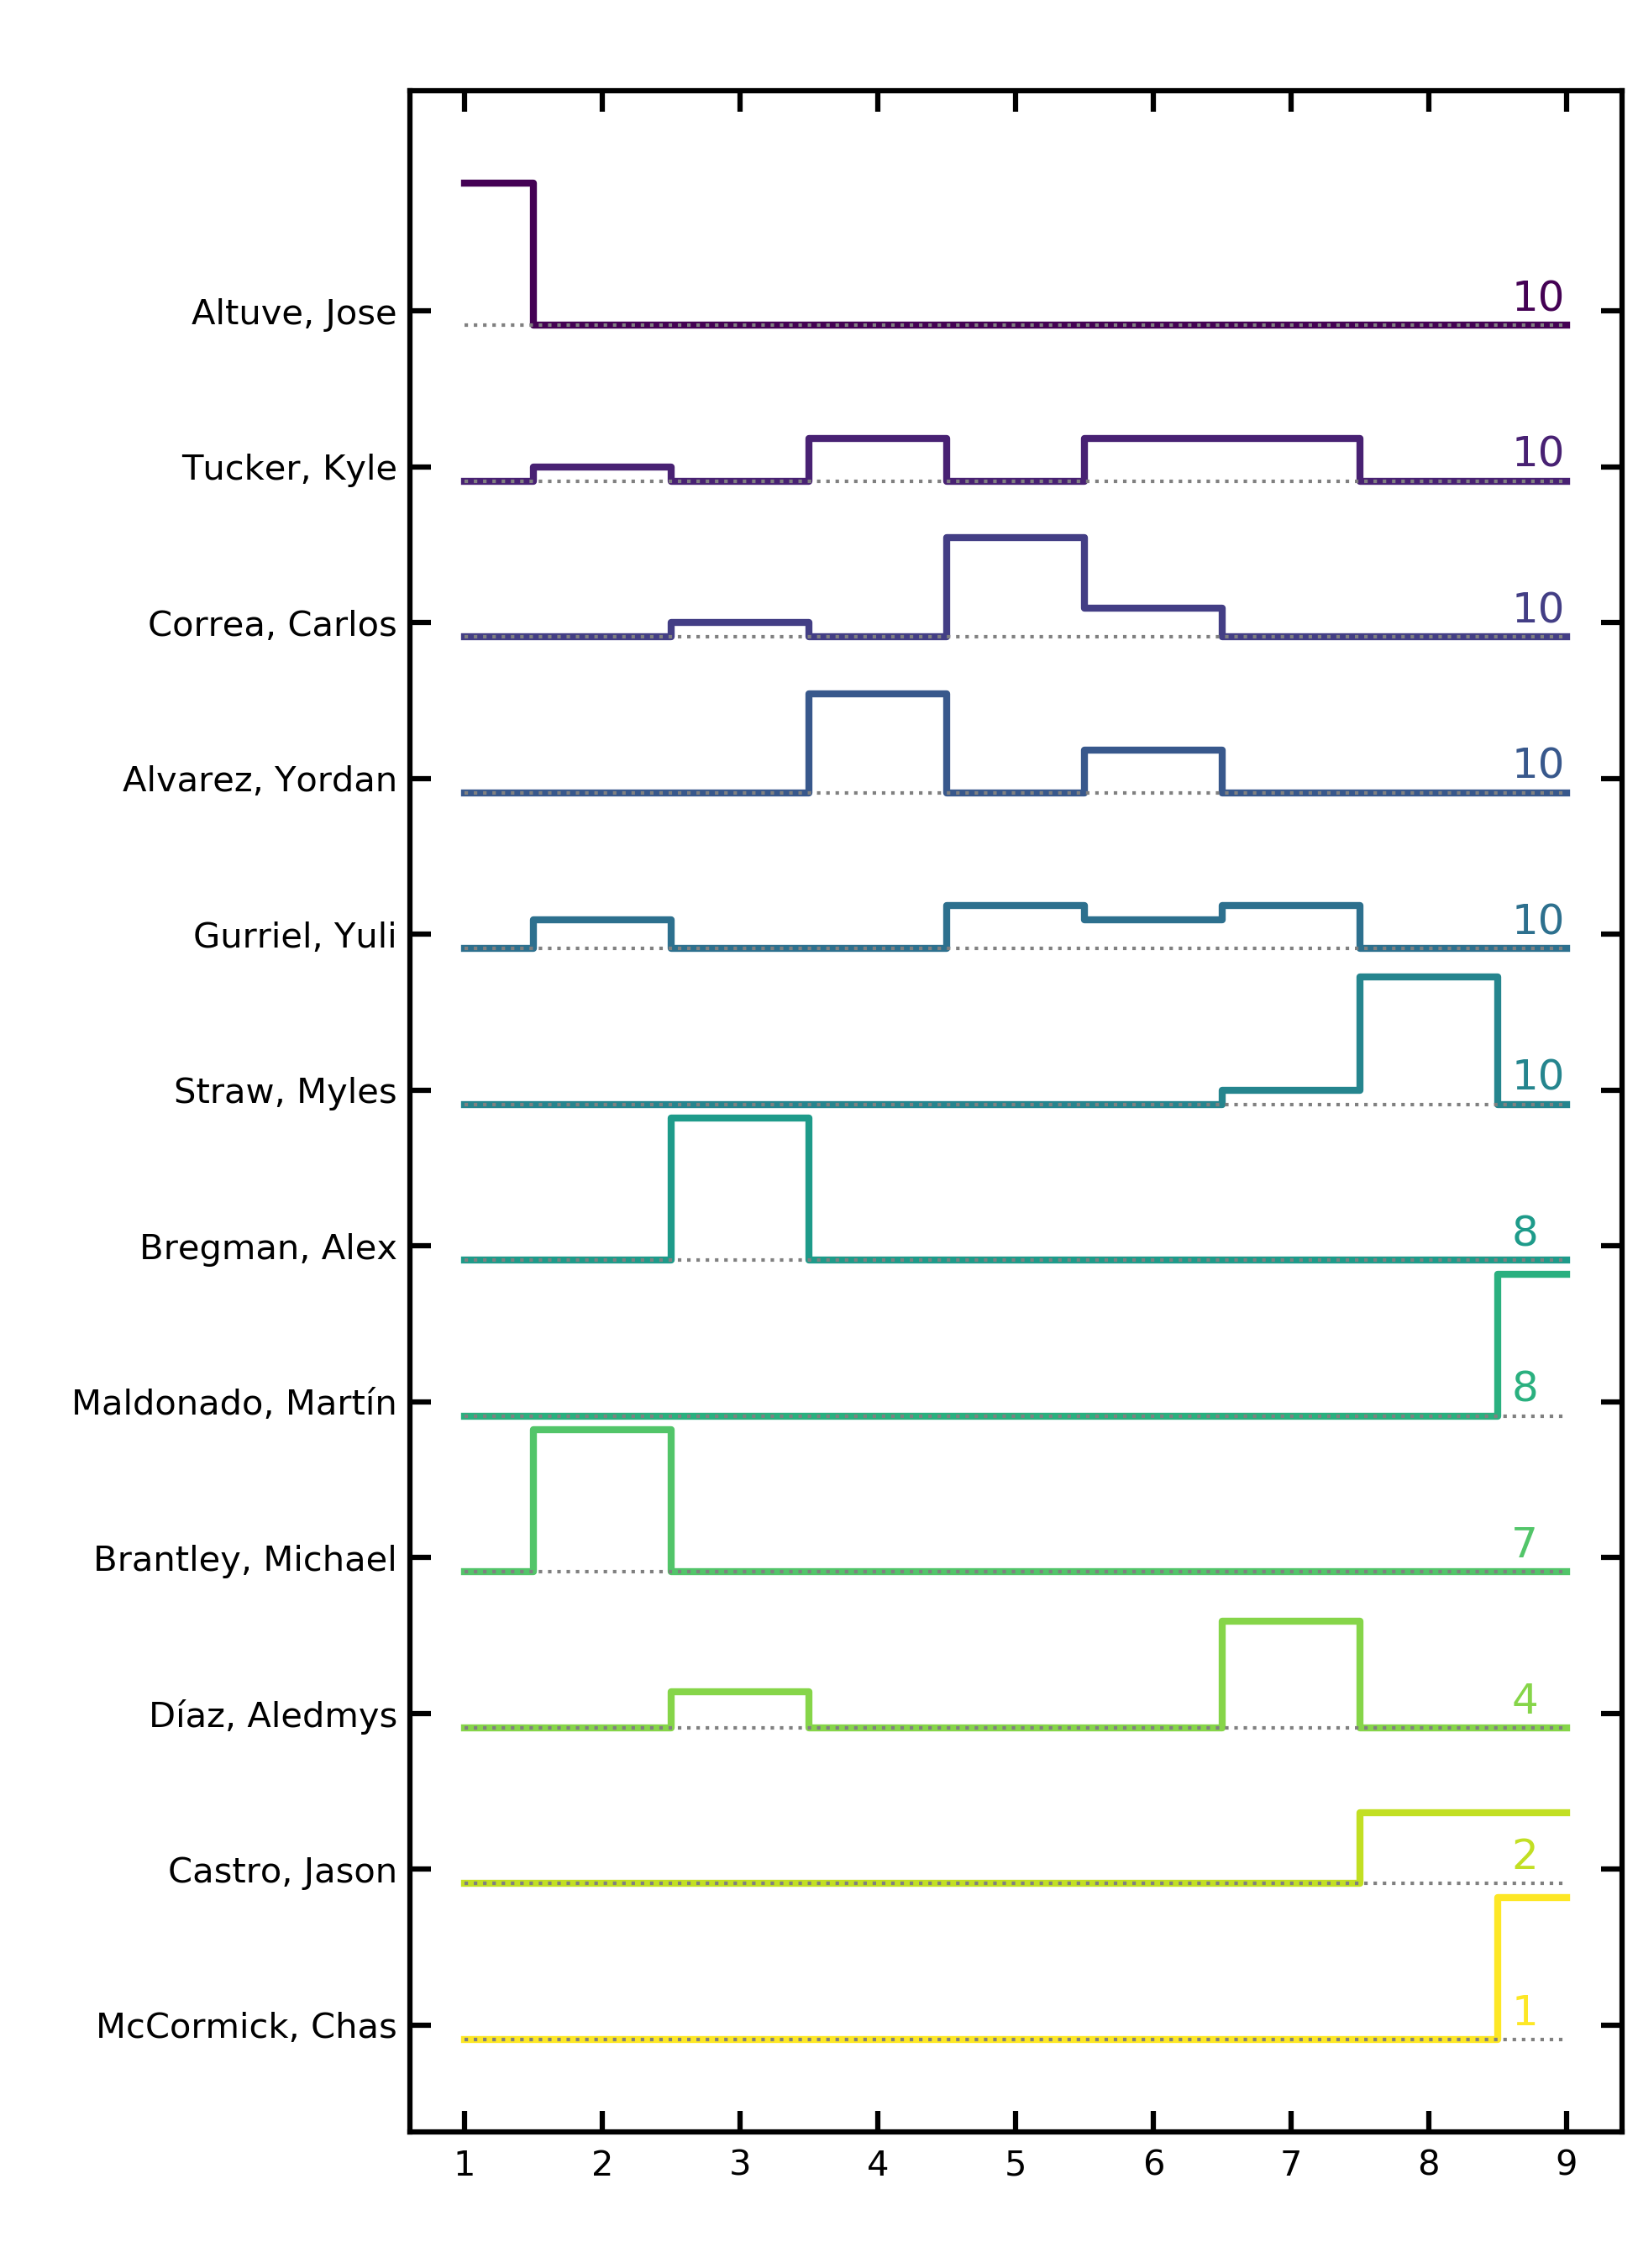 Altuve, Jose 10
Tucker, Kyle 10
Correa, Carlos 10
Alvarez, Yordan 10
Gurriel, Yuli 10
Straw, Myles 10
Bregman, Alex 8
Maldonado, Martín 8
Brantley, Michael 7
Díaz, Aledmys 4
Castro, Jason 2
McCormick, Chas 1
1 2 3 4 5 6 7 8 9